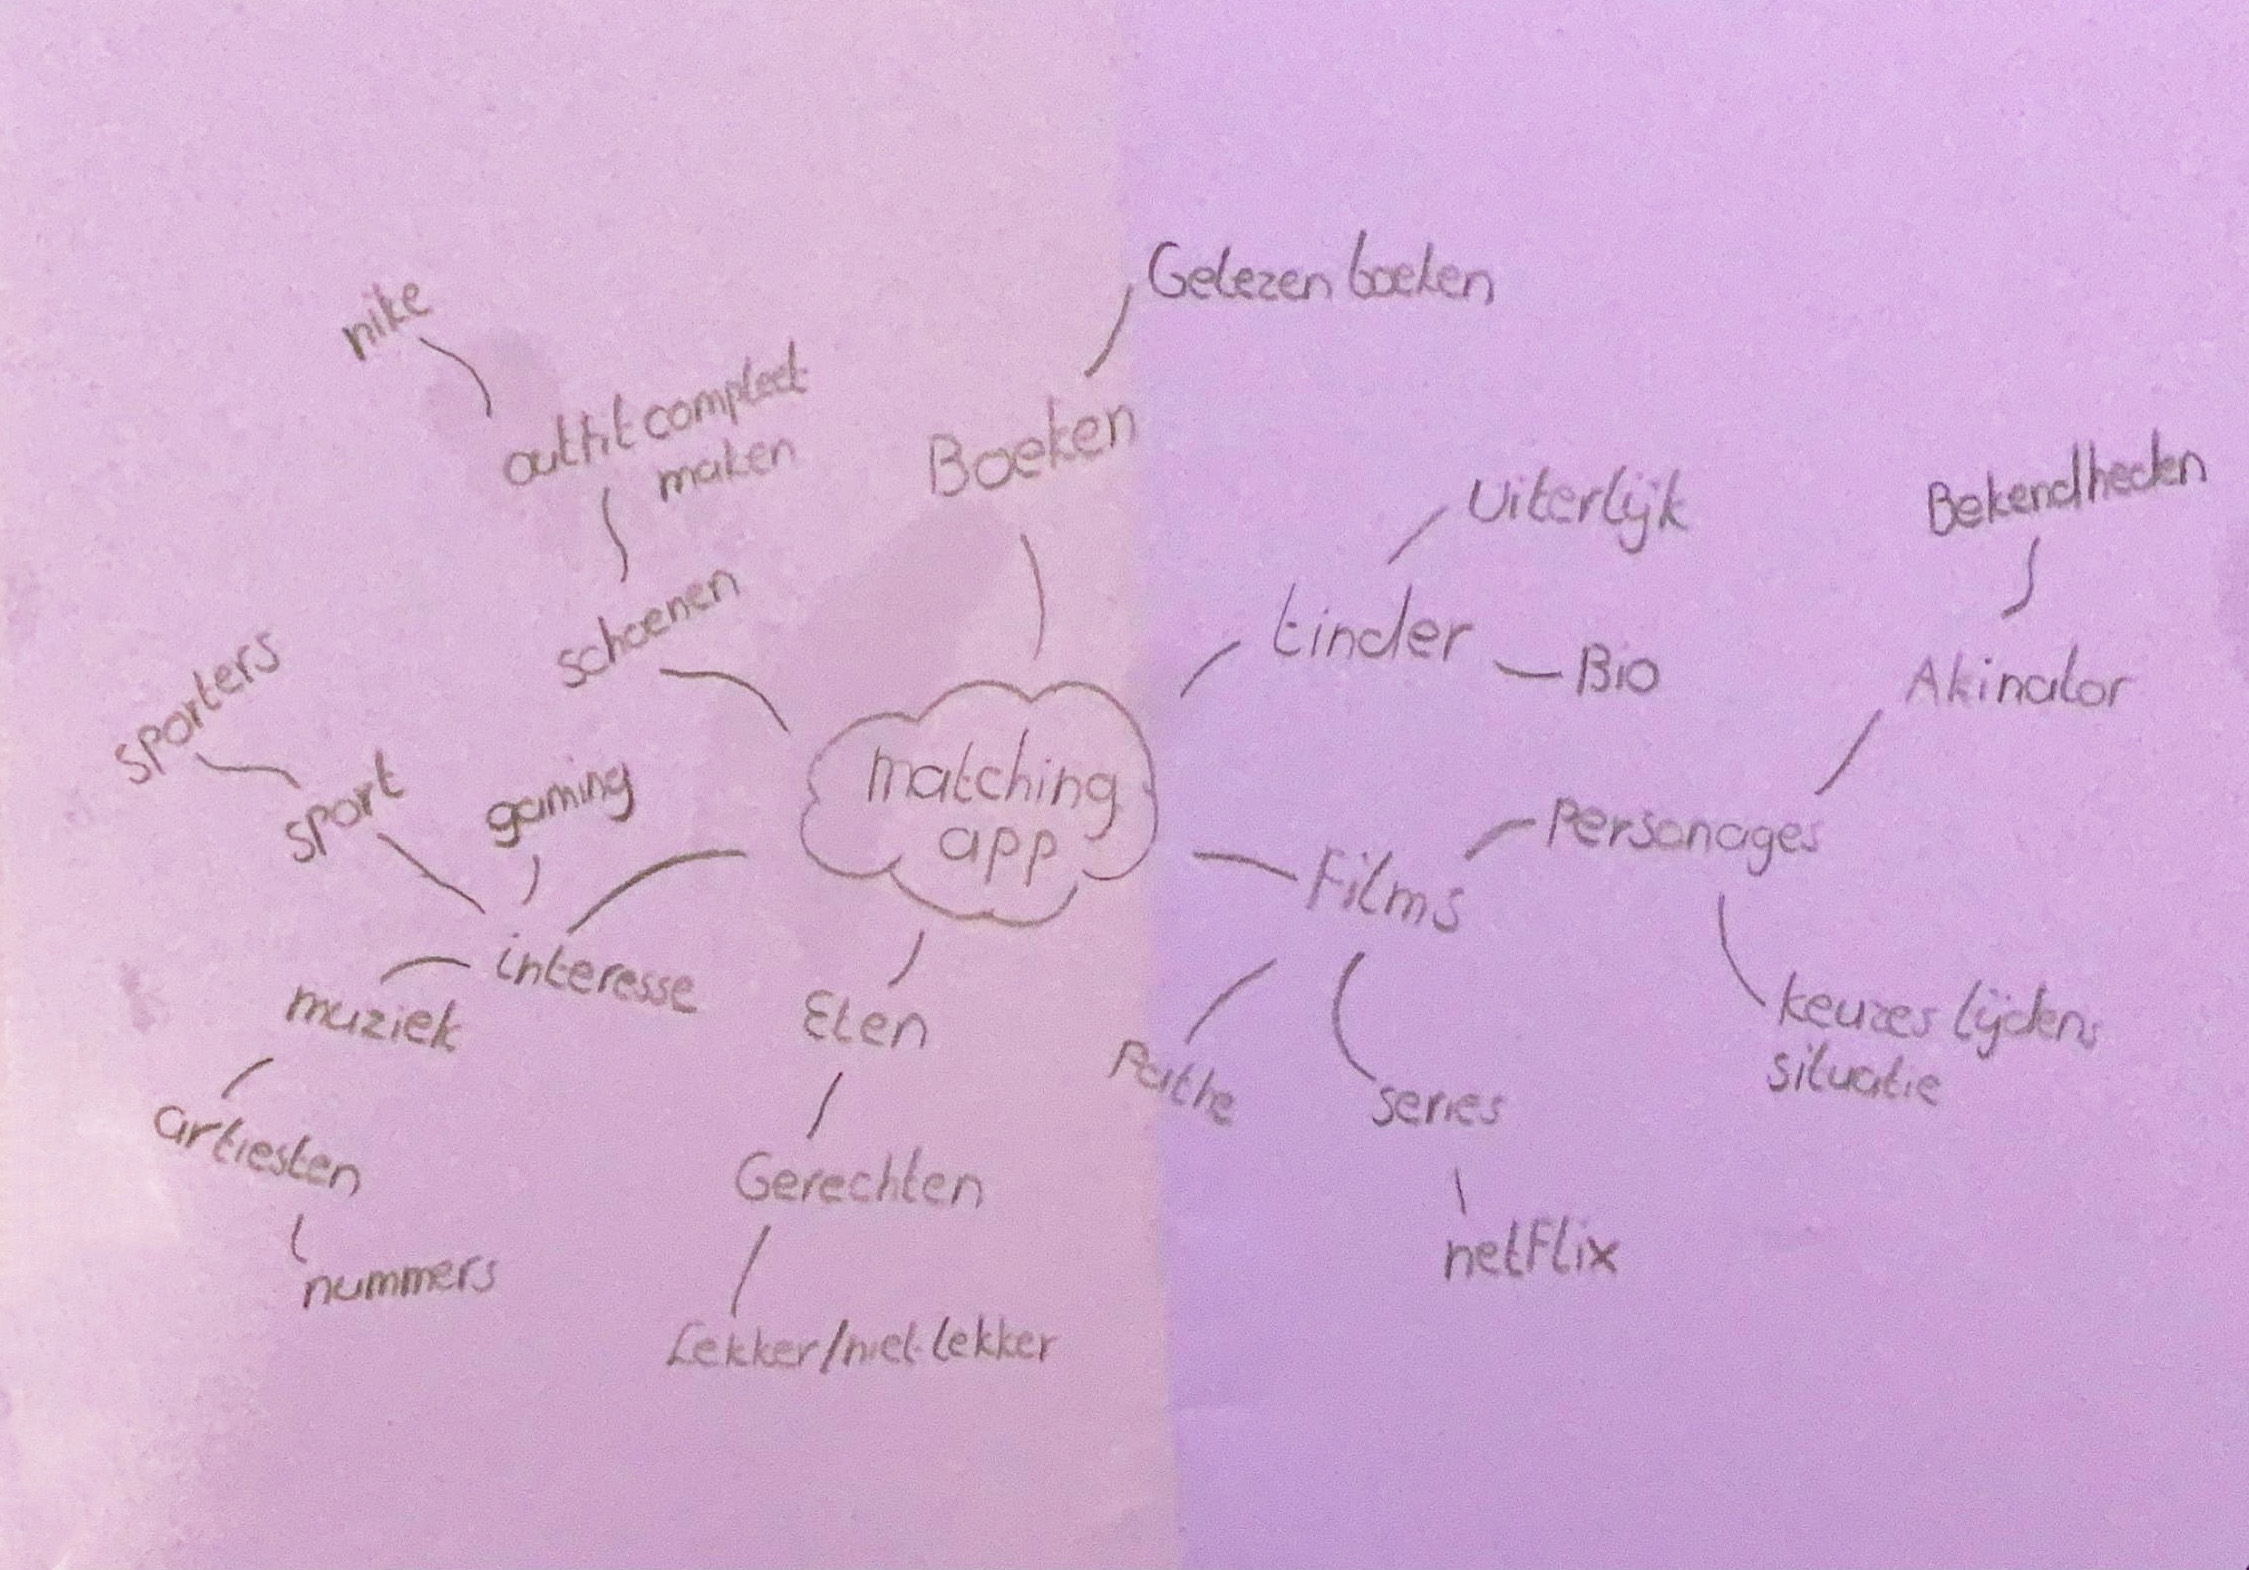 Gelezen boeken
nike
outfit compleet
maken
Boeken
Uiterlijk
Bekendheden
schoenen
tinder
Bio
Akinator
sporters
sport
gaming
matching
app
Personages
Films
interesse
muziek
Eten
keuzes tijdens
situatie
Pathe
series
artiesten
Gerechten
nummers
netflix
Lekker/niet lekker